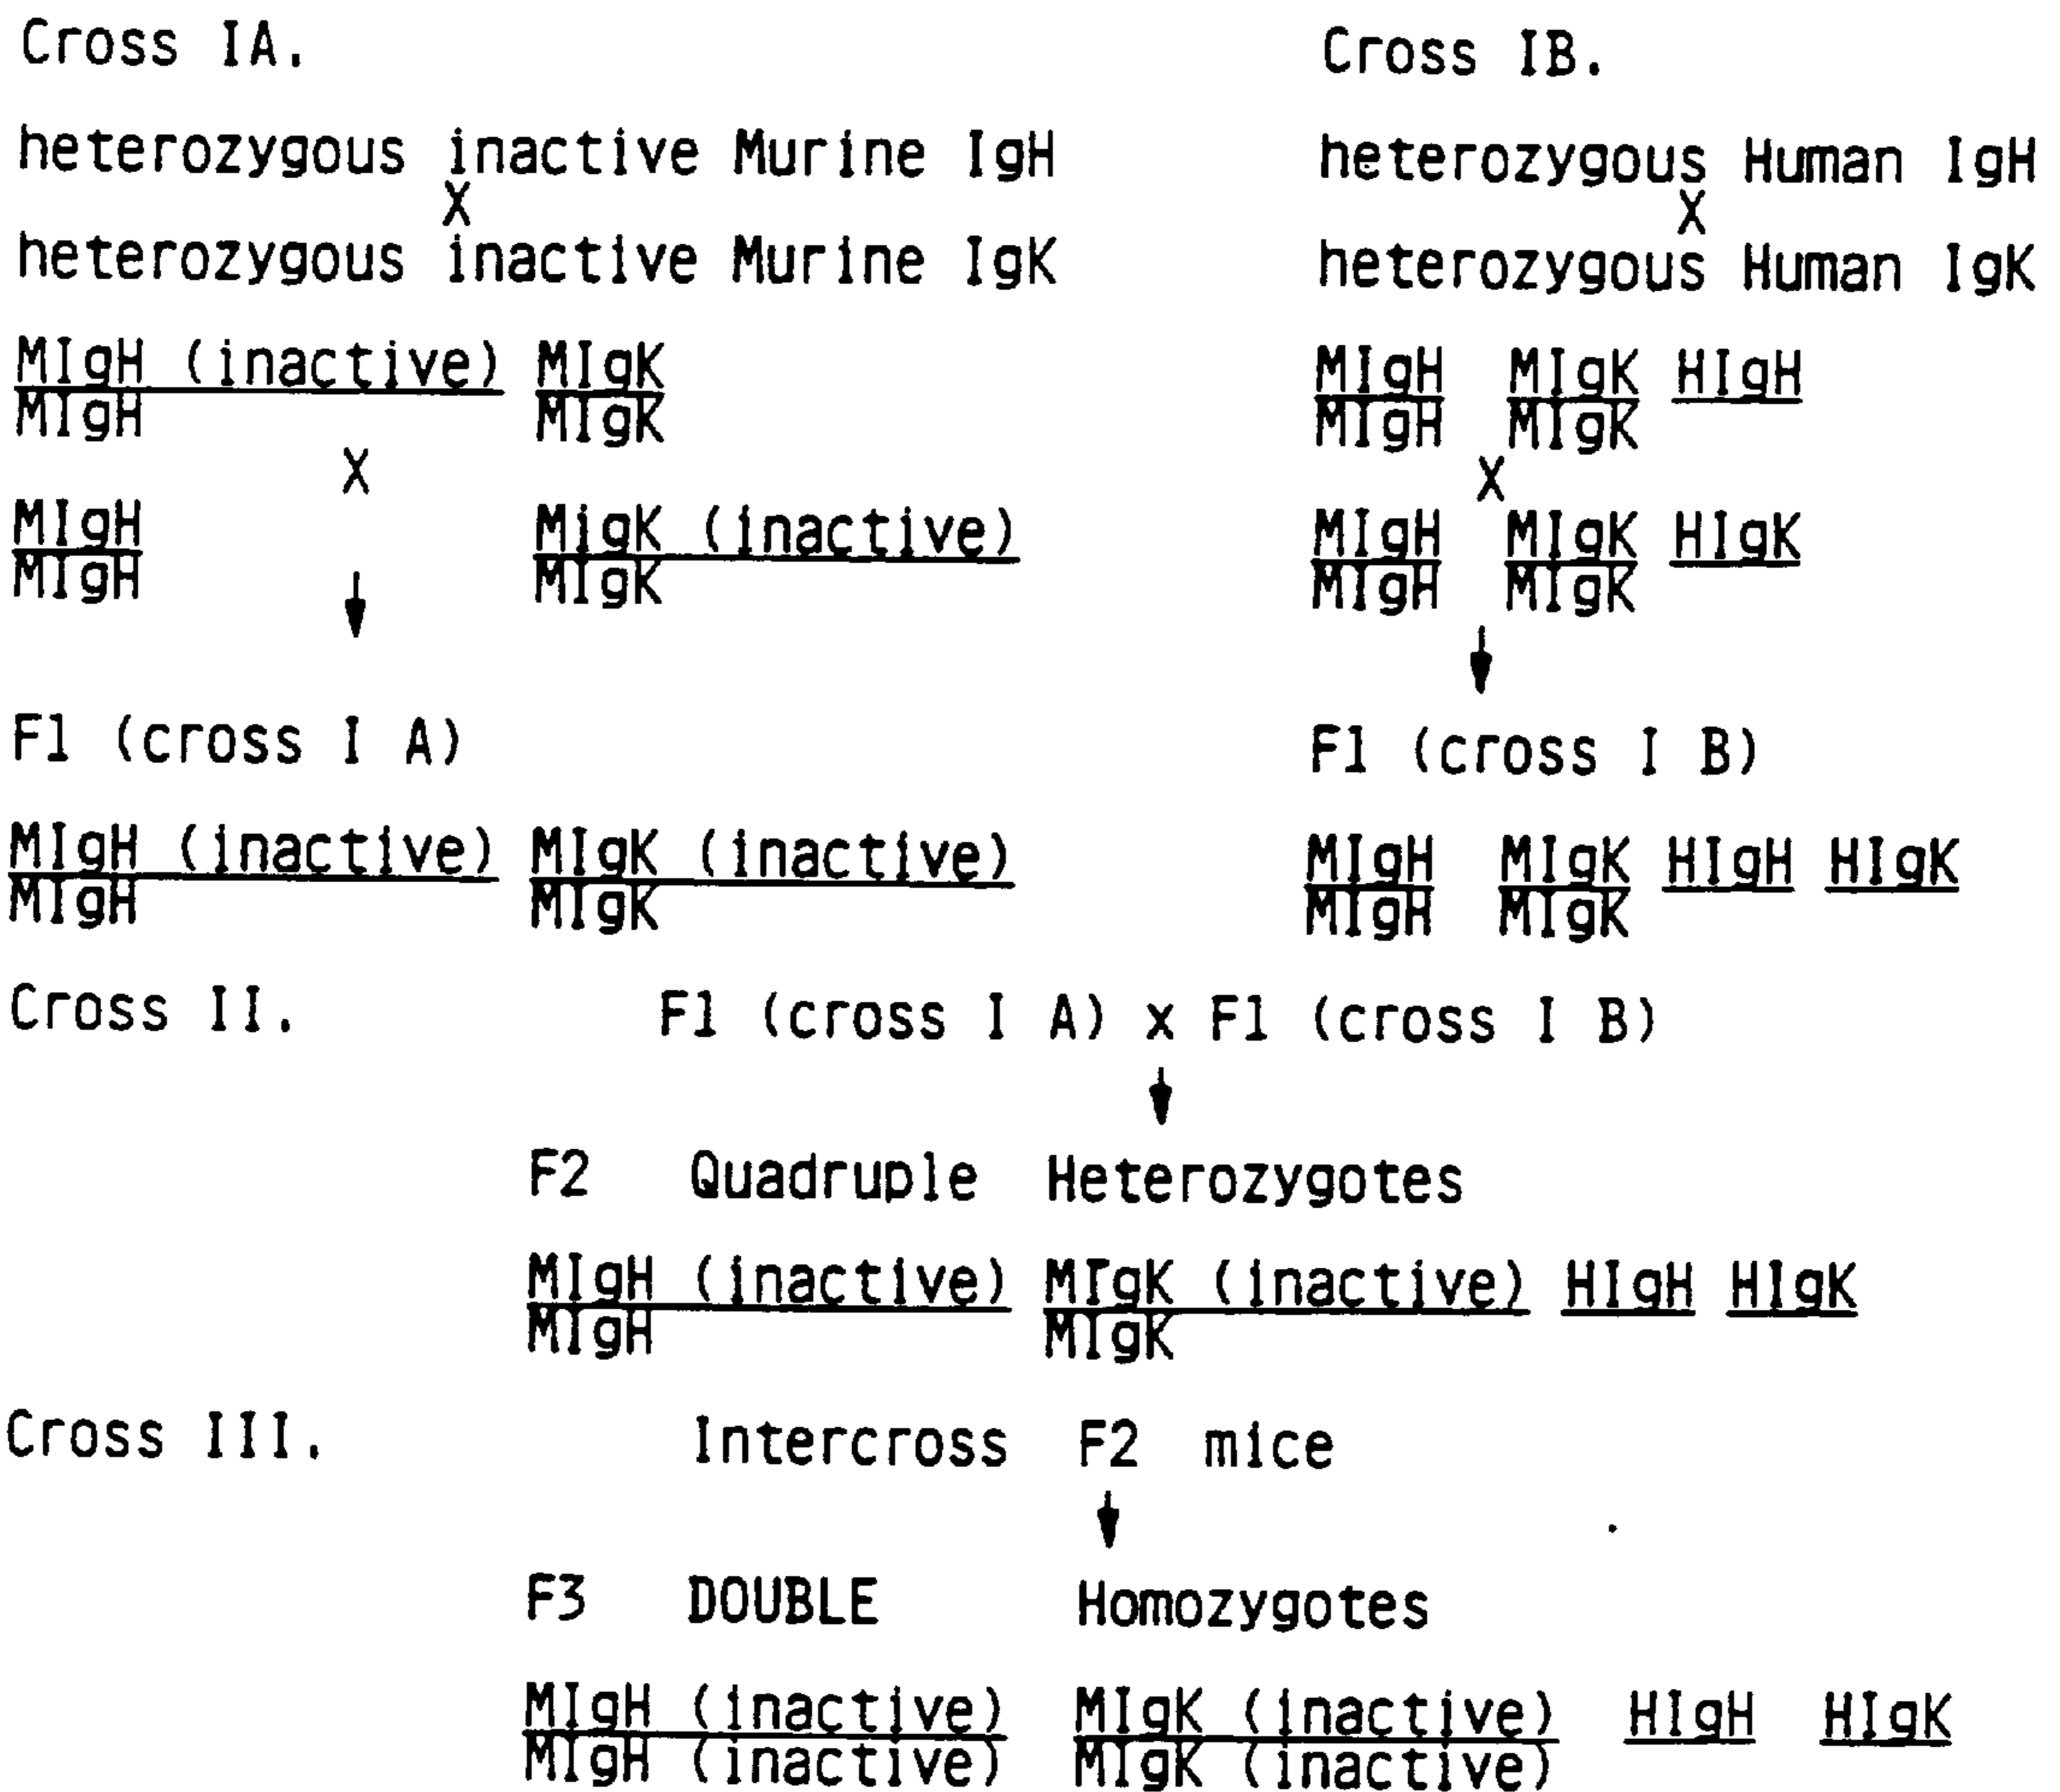 Cross IA.
heterozygous inactive Murine IgH
X
heterozygous inactive Murine IgK
MIgH (inactive) MIgK
MIgH MIgK
X
MIgH MigK (inactive)
MIgH MIgK
F1 (cross I A)
MIgH (inactive) MIgK (inactive)
MIgH MIgK
Cross IB.
heterozygous Human IgH
X
heterozygous Human IgK
MIgH MIgK HIgH
MIgH MIgK
X
MIgH MIgK HIgK
MIgH MIgK
F1 (cross I B)
MIgH MIgK HIgH HIgK
MIgH MIgK
Cross II. F1 (cross I A) x F1 (cross I B)
F2 Quadruple Heterozygotes
MIgH (inactive) MIgK (inactive) HIgH HIgK
MIgH MIgK
Cross III. Intercross F2 mice
F3 DOUBLE Homozygotes
MIgH (inactive) MIgK (inactive) HIgH HIgK
MIgH (inactive) MIgK (inactive)